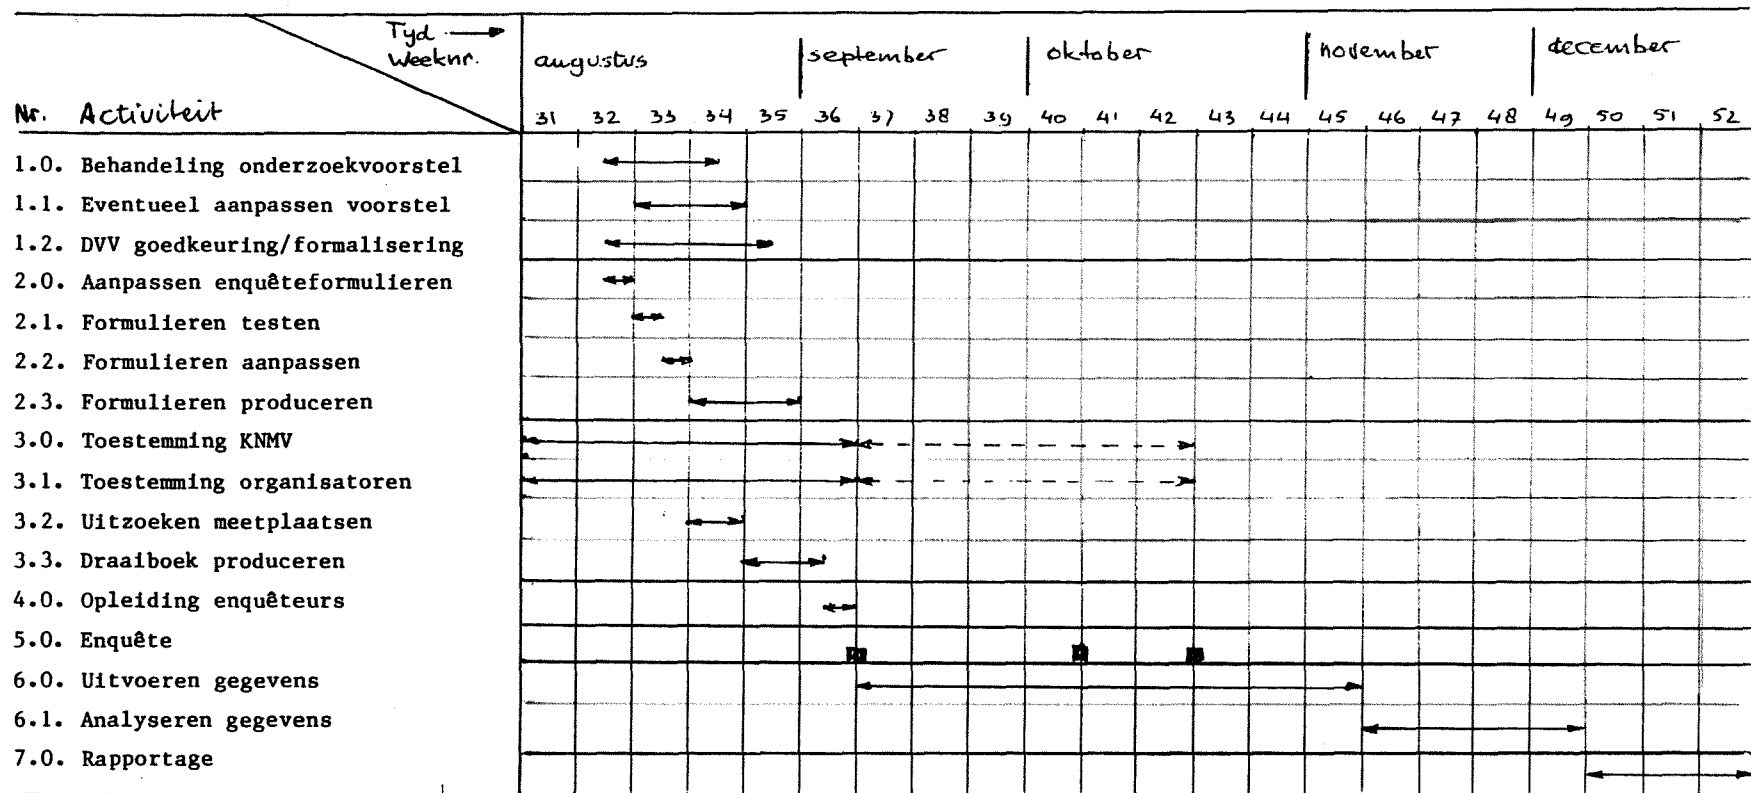 Tyd
Weeknr.
augustus september oktober november december
Nr. Activiteit
31 32 33 34 35 36 37 38 39 40 41 42 43 44 45 46 47 48 49 50 51 52
1.0. Behandeling onderzoekvoorstel
1.1. Eventueel aanpassen voorstel
1.2. DVV goedkeuring/formalisering
2.0. Aanpassen enquêteformulieren
2.1. Formulieren testen
2.2. Formulieren aanpassen
2.3. Formulieren produceren
3.0. Toestemming KNMV
3.1. Toestemming organisatoren
3.2. Uitzoeken meetplaatsen
3.3. Draaiboek produceren
4.0. Opleiding enquêteurs
5.0. Enquête
6.0. Uitvoeren gegevens
6.1. Analyseren gegevens
7.0. Rapportage